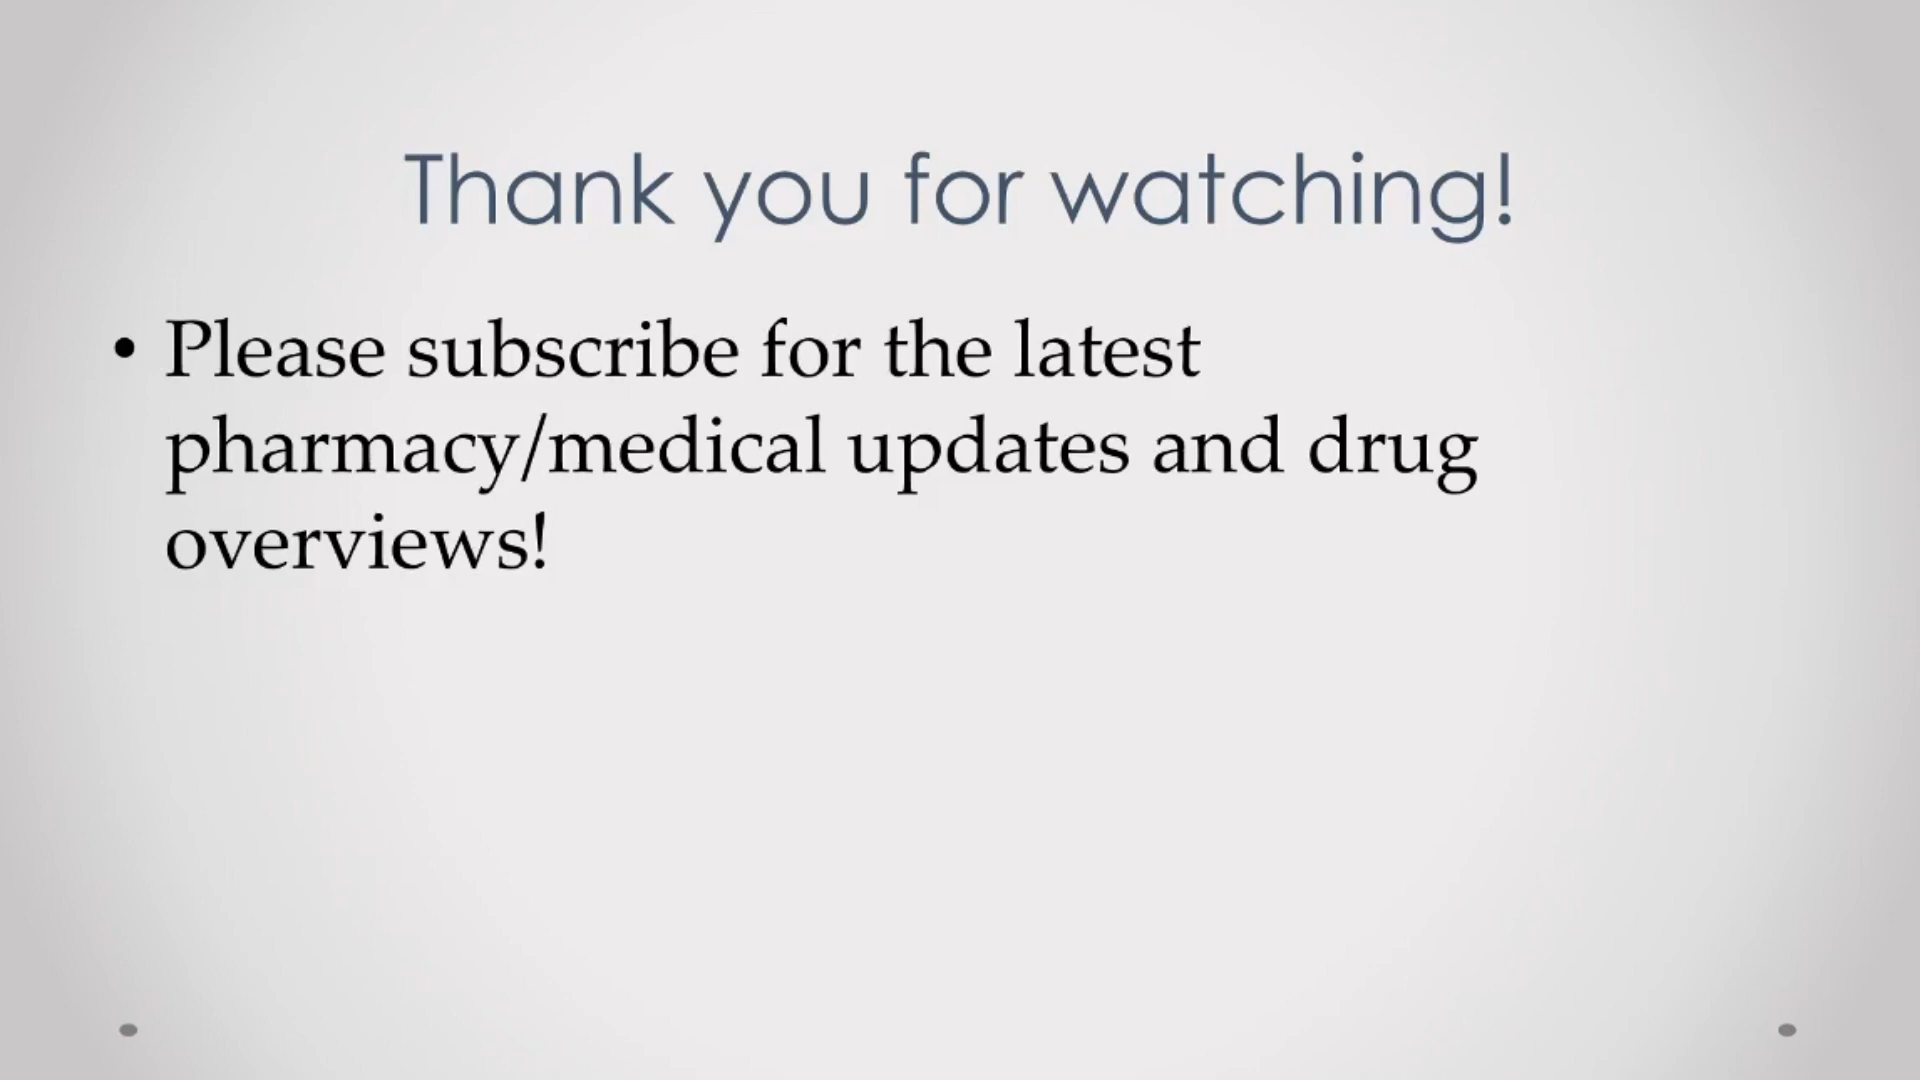 Thank you for watching!
• Please subscribe for the latest
pharmacy/medical updates and drug
overviews!